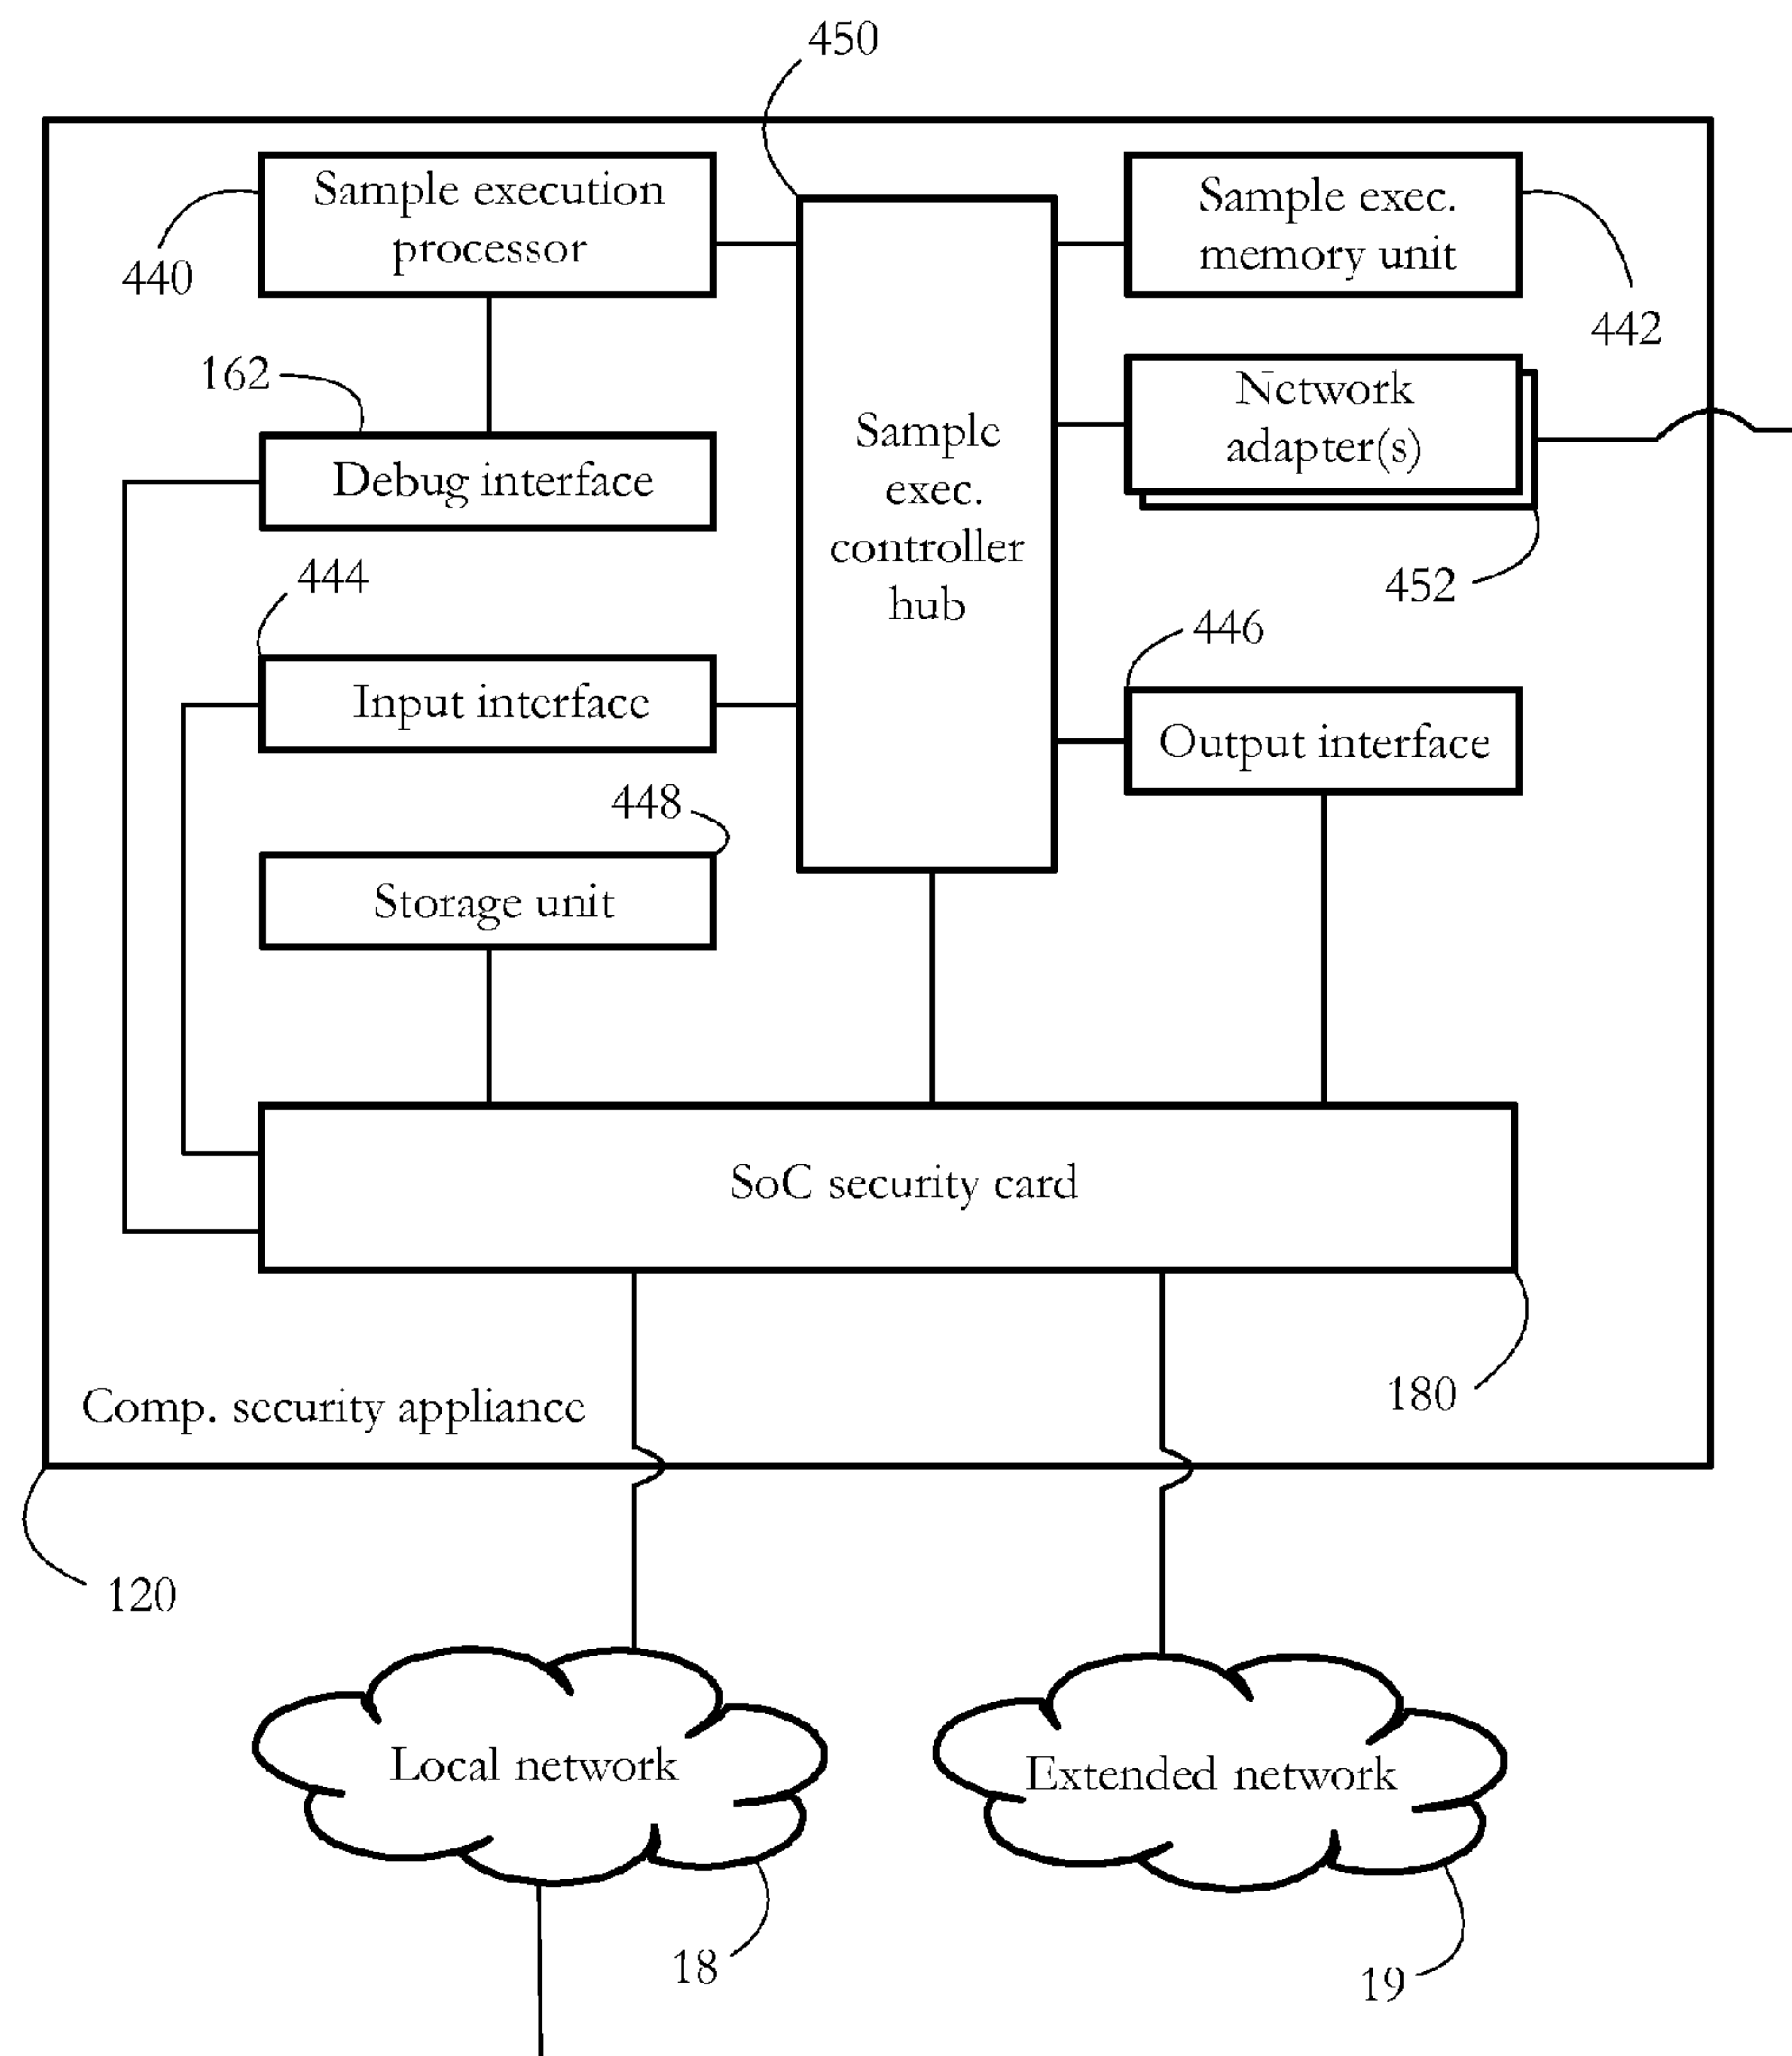 450
Sample execution
processor
440
Sample exec.
memory unit
442
162
Debug interface
Network
adapter(s)
452
Sample
exec.
controller
hub
444
Input interface
446
Output interface
448
Storage unit
SoC security card
180
Comp. security appliance
120
Local network
18
Extended network
19